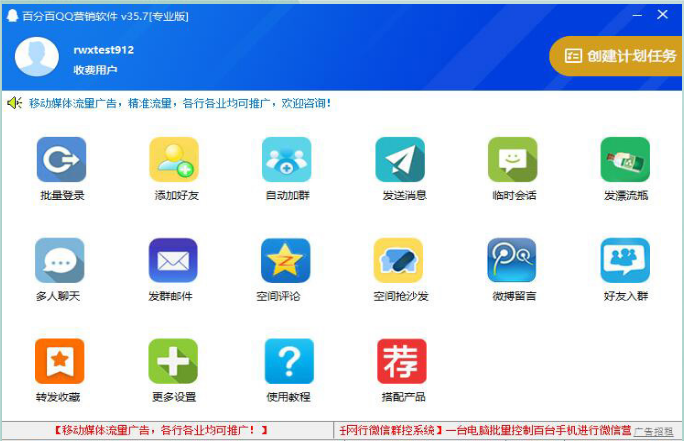 百分百QQ营销软件 v35.7[专业版]
rwxtest912
收费用户
创建计划任务
移动媒体流量广告，精准流量，各行各业均可推广，欢迎咨询！
批量登录 添加好友 自动加群 发送消息 临时会话 发漂流瓶
多人聊天 发群邮件 空间评论 空间抢沙发 微博留言 好友入群
荐
转发收藏 更多设置 使用教程 搭配产品
【移动媒体流量广告，各行各业均可推广！】
任网行微信群控系统】一台电脑批量控制百台手机进行微信营
广告招租